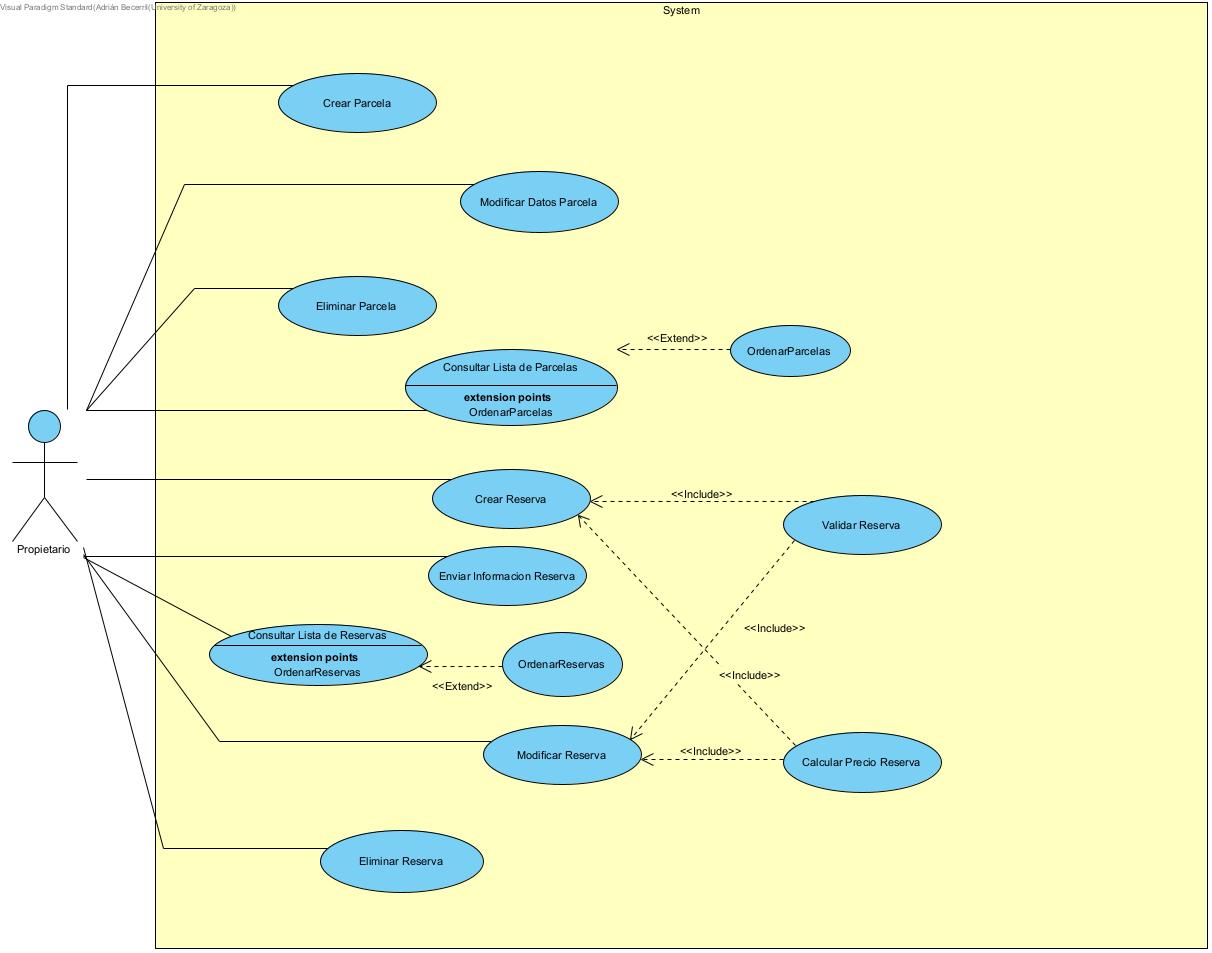 Visual Paradigm Standard(Adrián Becerril(University of Zaragoza))
System
Crear Parcela
Modificar Datos Parcela
Eliminar Parcela
<<Extend>>
OrdenarParcelas
Consultar Lista de Parcelas
extension points
OrdenarParcelas
Crear Reserva
<<Include>>
Validar Reserva
Propietario
Enviar Informacion Reserva
<<Include>>
Consultar Lista de Reservas
extension points
OrdenarReservas
OrdenarReservas
<<Extend>>
<<Include>>
Modificar Reserva
<<Include>>
Calcular Precio Reserva
Eliminar Reserva